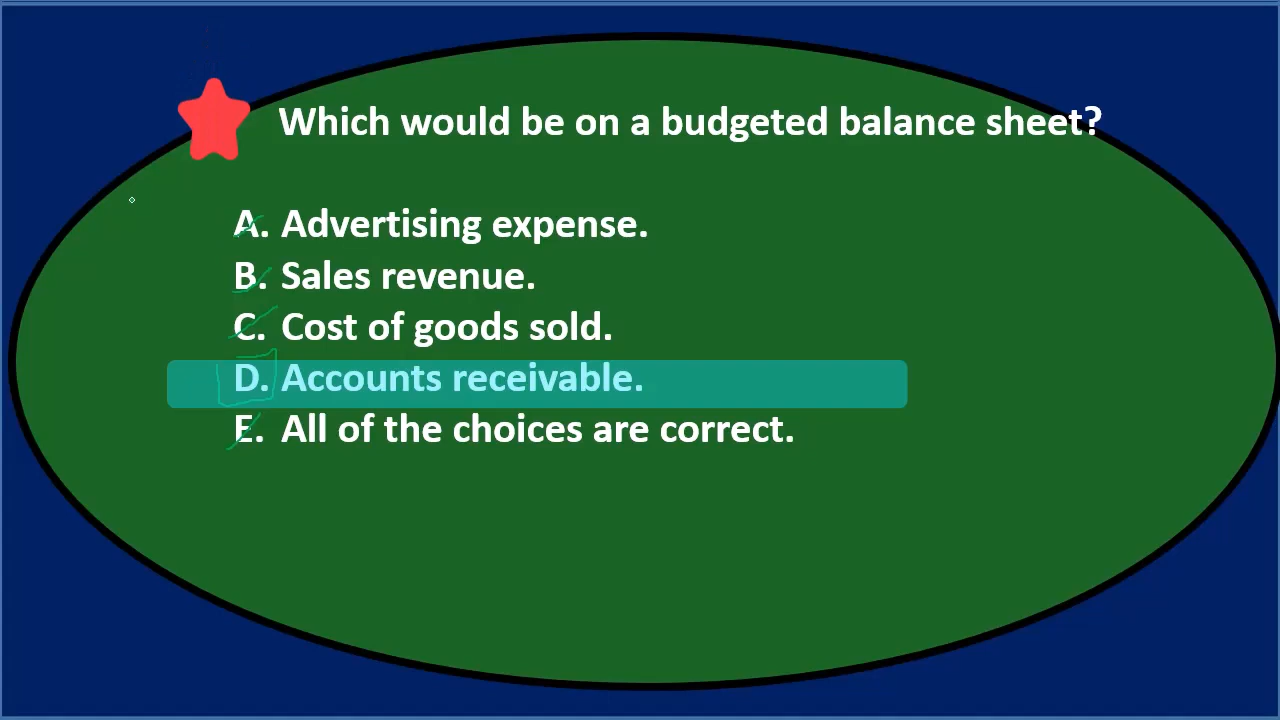 Which would be on a budgeted balance sheet?
A. Advertising expense.
B. Sales revenue.
C. Cost of goods sold.
D. Accounts receivable.
E. All of the choices are correct.